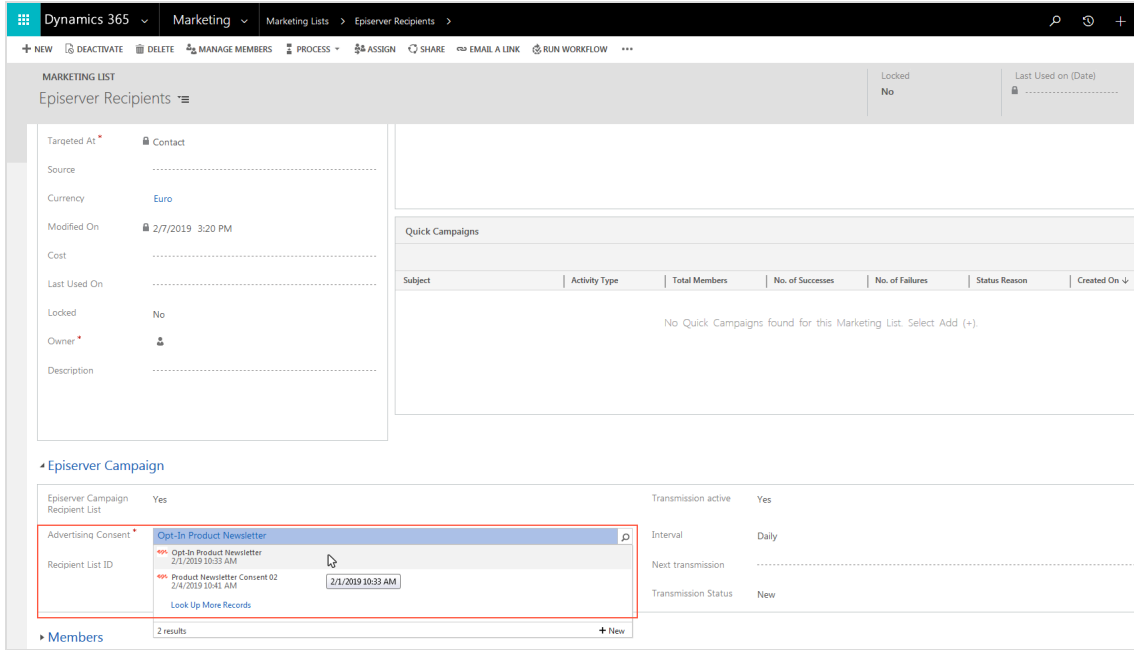 Dynamics 365 Marketing Marketing Lists > Episerver Recipients >
+ NEW DEACTIVATE DELETE MANAGE MEMBERS PROCESS ASSIGN SHARE EMAIL A LINK RUN WORKFLOW •••
MARKETING LIST
Episerver Recipients
Locked
No
Last Used on (Date)
Targeted At *
Contact
Source
Currency
Euro
Modified On
2/7/2019 3:20 PM
Cost
Last Used On
Locked
No
Owner *
Description
Quick Campaigns
Subject Activity Type Total Members No. of Successes No. of Failures Status Reason Created On ↓
No Quick Campaigns found for this Marketing List. Select Add (+).
Episerver Campaign
Episerver Campaign
Recipient List
Yes
Advertising Consent *
Opt-In Product Newsletter
Opt-In Product Newsletter
2/1/2019 10:33 AM
Product Newsletter Consent 02
2/4/2019 10:41 AM
2/1/2019 10:33 AM
Look Up More Records
2 results + New
Recipient List ID
Transmission active
Yes
Interval
Daily
Next transmission
Transmission Status
New
Members